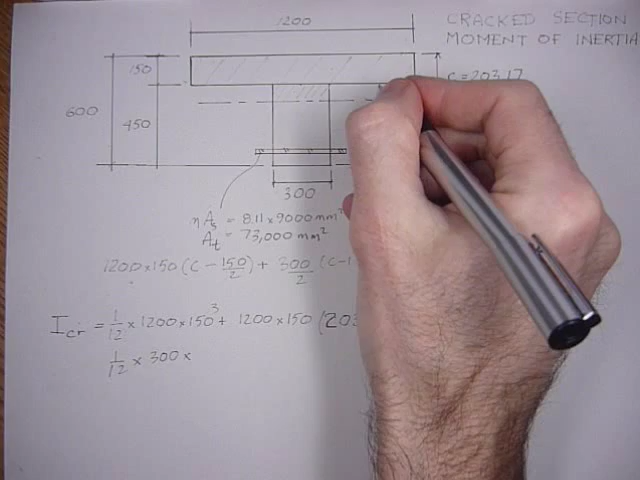 1200
CRACKED SECTION
MOMENT OF INERTIA
150
C = 203.17
600
450
300
nAs = 8.11 x 9000 mm²
At = 73,000 mm²
1200 x 150 (C - 150/2) + 300/2 (C - 1
Icr = 1/12 x 1200 x 150³ + 1200 x 150 (203
1/12 x 300 x